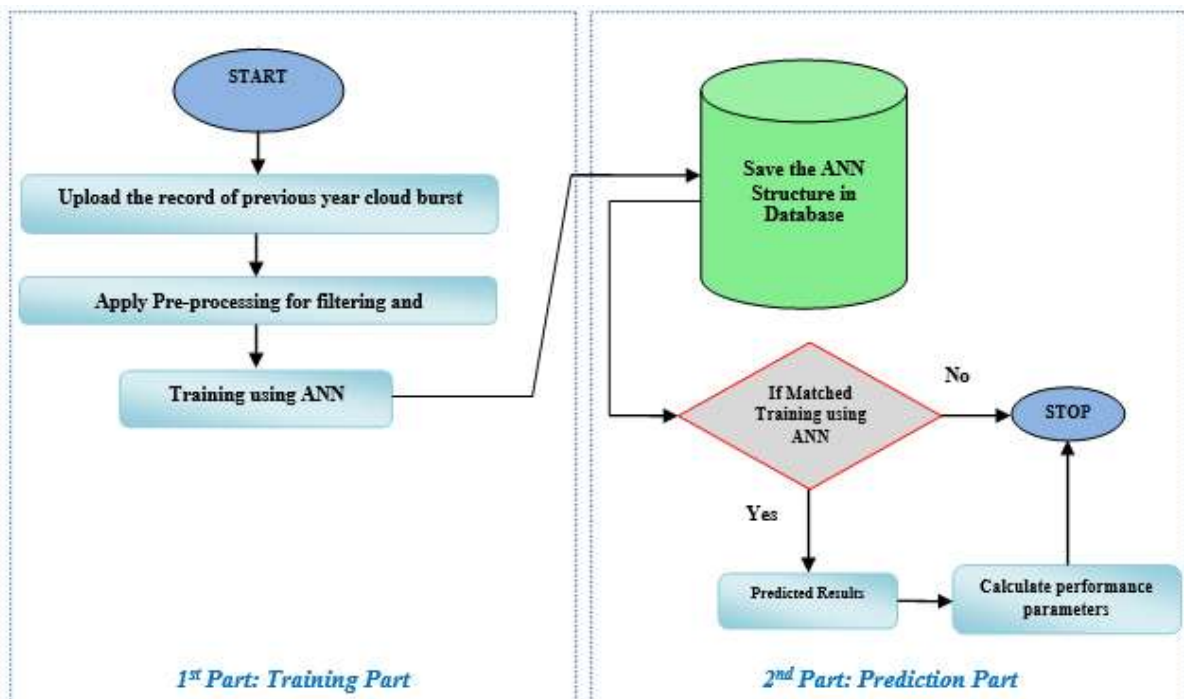 START
Upload the record of previous year cloud burst
Apply Pre-processing for filtering and
Training using ANN
1st Part: Training Part
Save the ANN
Structure in
Database
If Matched
Training using
ANN
No
STOP
Yes
Predicted Results
Calculate performance
parameters
2nd Part: Prediction Part